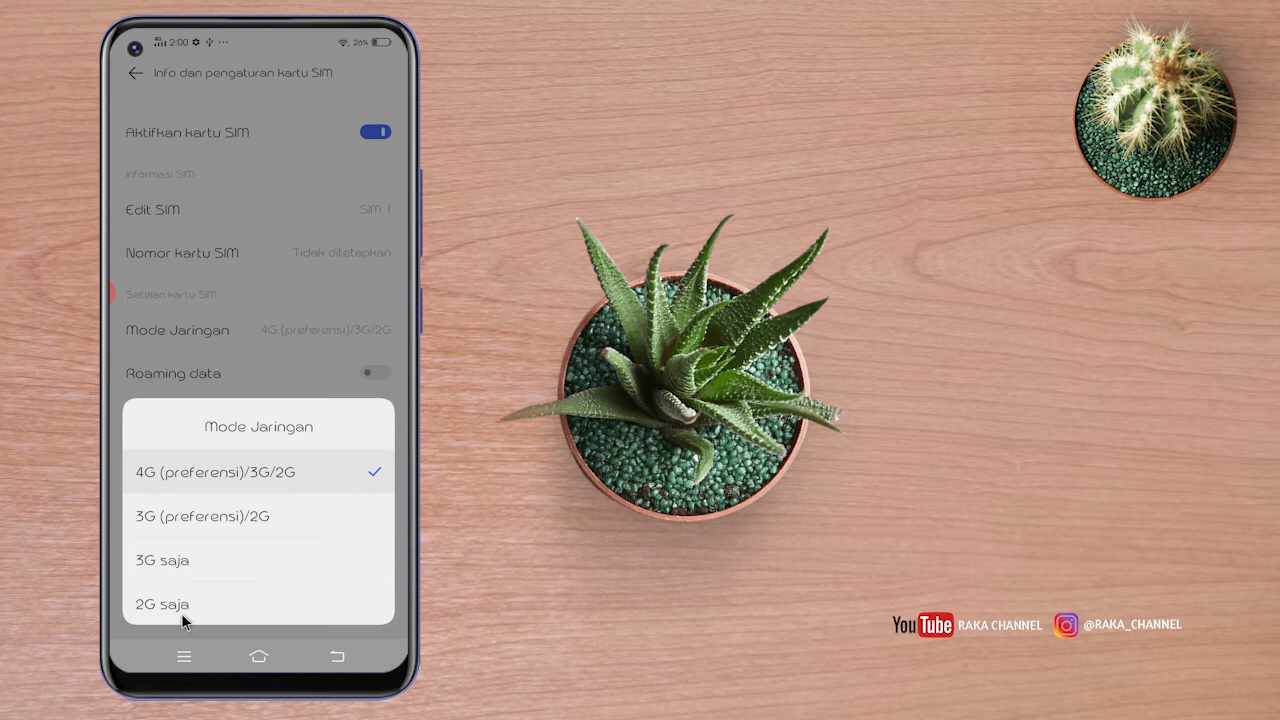 4G 2:00 ... 26%
Info dan pengaturan kartu SIM
Aktifkan kartu SIM
Informasi SIM
Edit SIM SIM 1
Nomor kartu SIM Tidak ditetapkan
Setelan kartu SIM
Mode Jaringan 4G (preferensi)/3G/2G
Roaming data
Mode Jaringan
4G (preferensi)/3G/2G
3G (preferensi)/2G
3G saja
2G saja
YouTube RAKA CHANNEL @RAKA_CHANNEL